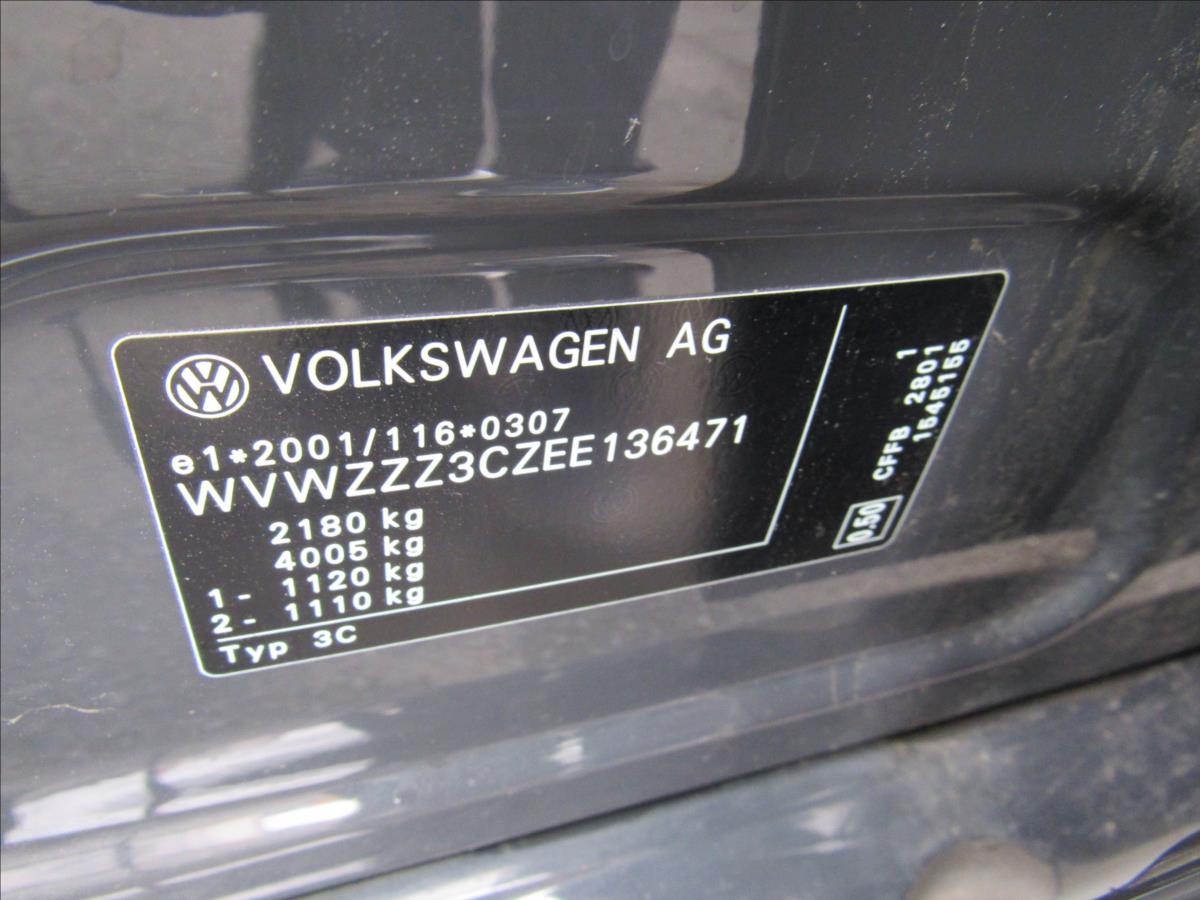 VOLKSWAGEN AG
e1*2001/116*0307
WVWZZZ3CZEE136471
2180 kg
4005 kg
1- 1120 kg
2- 1110 kg
Typ 3C
0.50
CFFB 2801 1
1545155